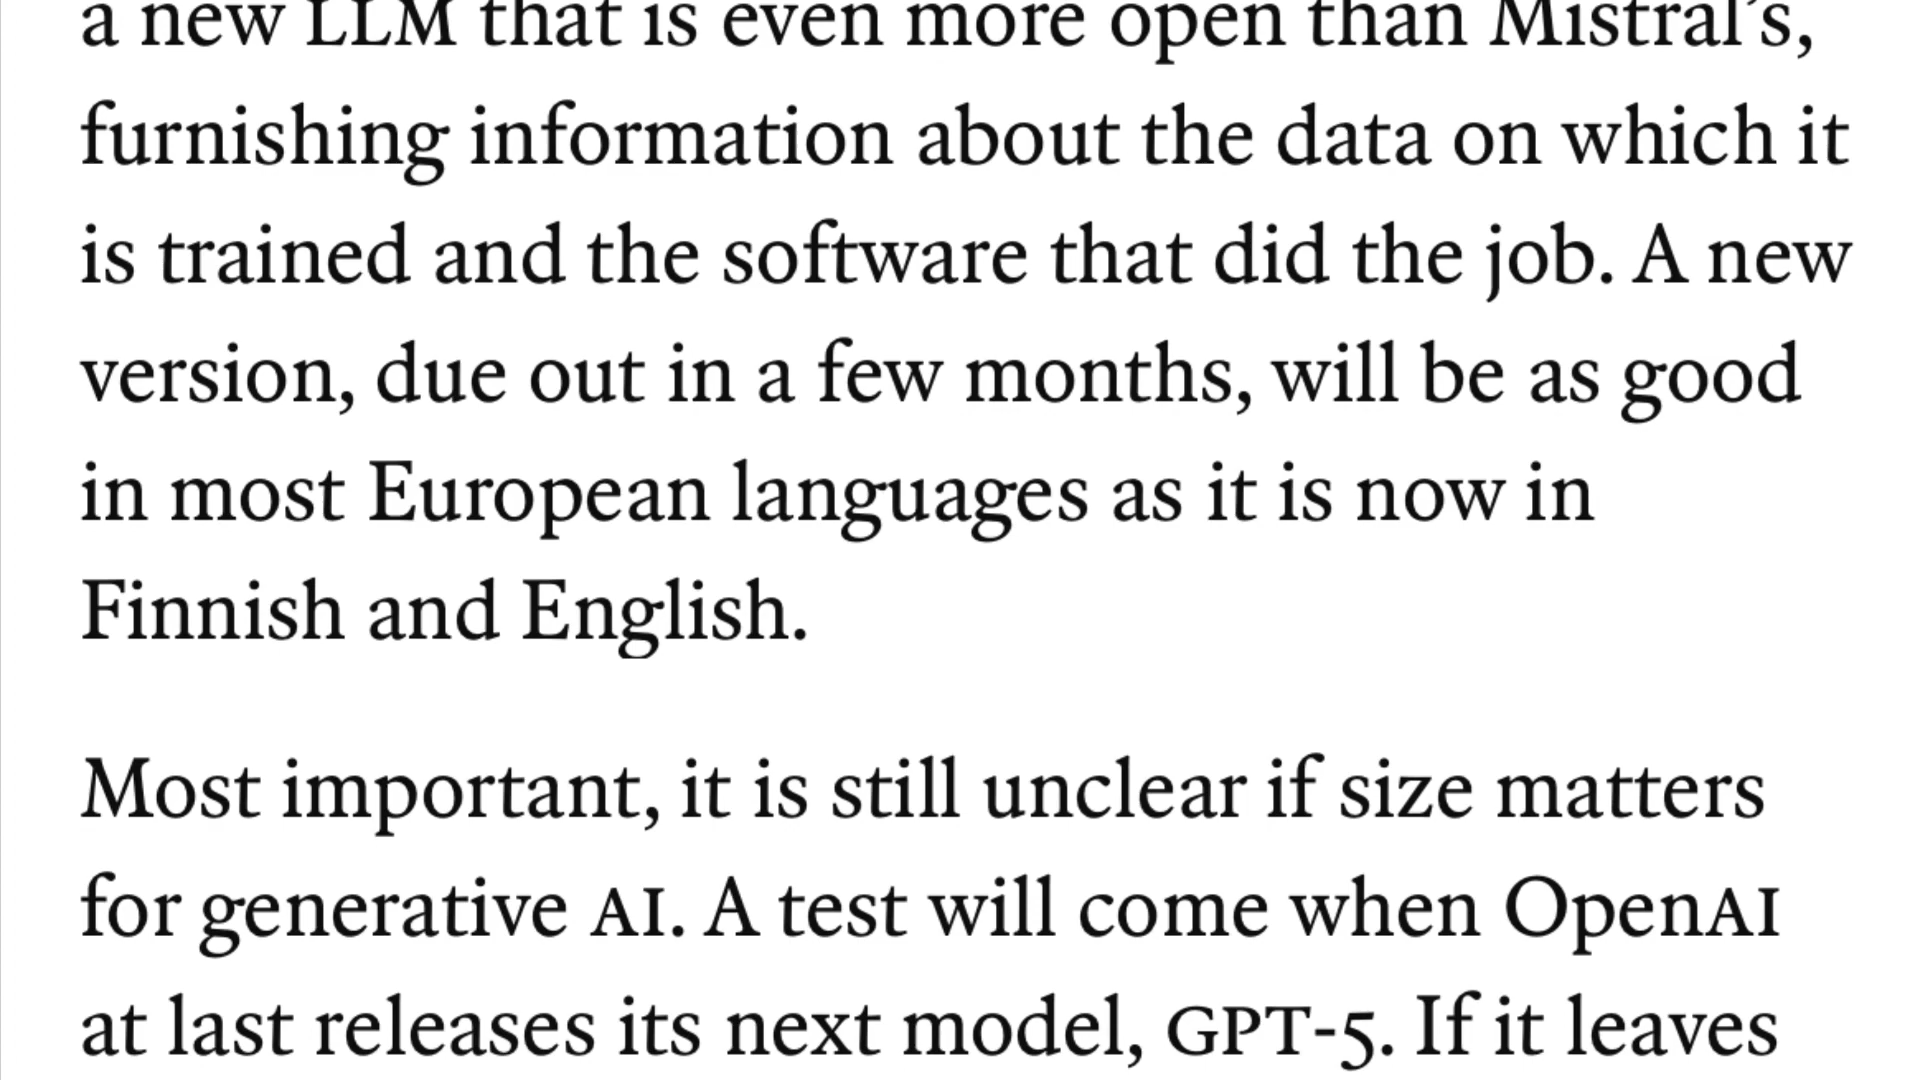 a new LLM that is even more open than Mistral’s,
furnishing information about the data on which it
is trained and the software that did the job. A new
version, due out in a few months, will be as good
in most European languages as it is now in
Finnish and English.
Most important, it is still unclear if size matters
for generative AI. A test will come when OpenAI
at last releases its next model, GPT-5. If it leaves